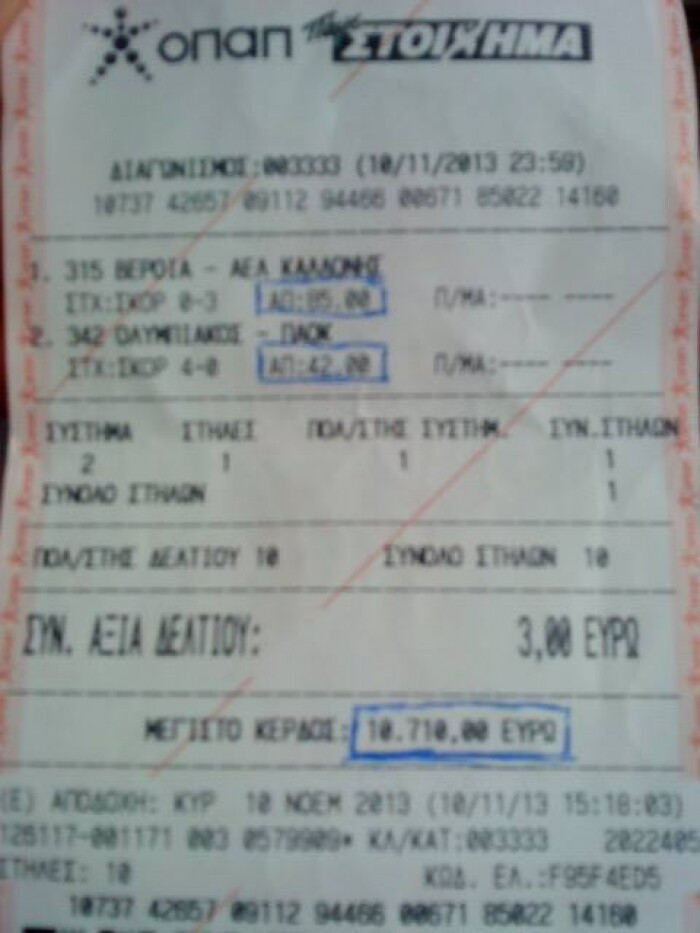 οπαπ Πάμε ΣΤΟΙΧΗΜΑ
ΔΙΑΓΩΝΙΣΜΟΣ:003333 (10/11/2013 23:59)
10737 42657 09112 94466 00671 85022 14160
1. 315 ΒΕΡΟΙΑ - ΑΕΛ ΚΑΛΛΟΝΗΣ
ΣΤΧ:ΣΚΟΡ 0-3 ΑΠ:85.00 Π/ΜΑ:---- ----
2. 342 ΟΛΥΜΠΙΑΚΟΣ - ΠΑΟΚ
ΣΤΧ:ΣΚΟΡ 4-0 ΑΠ:42.00 Π/ΜΑ:---- ----
ΣΥΣΤΗΜΑ ΣΤΗΛΕΣ ΠΟΛ/ΣΤΗΣ ΣΥΣΤΗΜ. ΣΥΝ.ΣΤΗΛΩΝ
2 1 1 1
ΣΥΝΟΛΟ ΣΤΗΛΩΝ 1
ΠΟΛ/ΣΤΗΣ ΔΕΛΤΙΟΥ 10 ΣΥΝΟΛΟ ΣΤΗΛΩΝ 10
ΣΥΝ. ΑΞΙΑ ΔΕΛΤΙΟΥ: 3,00 ΕΥΡΩ
ΜΕΓΙΣΤΟ ΚΕΡΔΟΣ: 10.710,00 ΕΥΡΩ
(Ε) ΑΠΟΔΟΧΗ: ΚΥΡ 10 ΝΟΕΜ 2013 (10/11/13 15:18:03)
126117-001171 003 0579909* ΚΛ/ΚΑΤ:003333 2022405
ΣΤΗΛΕΣ: 10 ΚΩΔ. ΕΛ.:F95F4ED5
10737 42657 09112 94466 00671 85022 14160